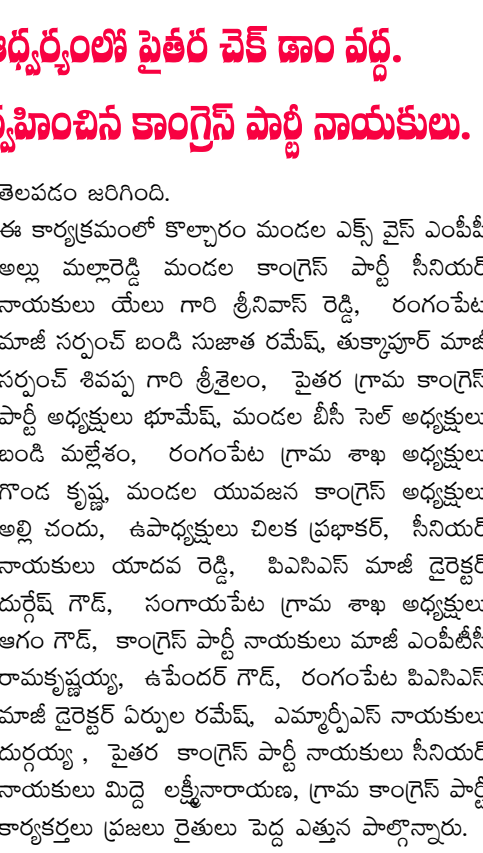 ఆధ్వర్యంలో పైతర చెక్ డాం వద్ద.
ర్వహించిన కాంగ్రెస్ పార్టీ నాయకులు.
తెలపడం జరిగింది.
ఈ కార్యక్రమంలో కొల్చారం మండల ఎక్స్ వైస్ ఎంపీపీ
అల్లు మల్లారెడ్డి మండల కాంగ్రెస్ పార్టీ సీనియర్
నాయకులు యేలు గారి శ్రీనివాస్ రెడ్డి, రంగంపేట
మాజీ సర్పంచ్ బండి సుజాత రమేష్, తుక్కాపూర్ మాజీ
సర్పంచ్ శివప్ప గారి శ్రీశైలం, పైతర గ్రామ కాంగ్రెస్
పార్టీ అధ్యక్షులు భూమేష్, మండల బీసీ సెల్ అధ్యక్షులు
బండి మల్లేశం, రంగంపేట గ్రామ శాఖ అధ్యక్షులు
గొండ కృష్ణ, మండల యువజన కాంగ్రెస్ అధ్యక్షులు
అల్లి చందు, ఉపాధ్యక్షులు చిలక ప్రభాకర్, సీనియర్
నాయకులు యాదవ రెడ్డి, పిఎసిఎస్ మాజీ డైరెక్టర్
దుర్గేష్ గౌడ్, సంగాయపేట గ్రామ శాఖ అధ్యక్షులు
ఆగం గౌడ్, కాంగ్రెస్ పార్టీ నాయకులు మాజీ ఎంపీటీసీ
రామకృష్ణయ్య, ఉపేందర్ గౌడ్, రంగంపేట పిఎసిఎస్
మాజీ డైరెక్టర్ ఏర్పుల రమేష్, ఎమ్మార్పీఎస్ నాయకులు
దుర్గయ్య , పైతర కాంగ్రెస్ పార్టీ నాయకులు సీనియర్
నాయకులు మిద్దె లక్ష్మీనారాయణ, గ్రామ కాంగ్రెస్ పార్టీ
కార్యకర్తలు ప్రజలు రైతులు పెద్ద ఎత్తున పాల్గొన్నారు.